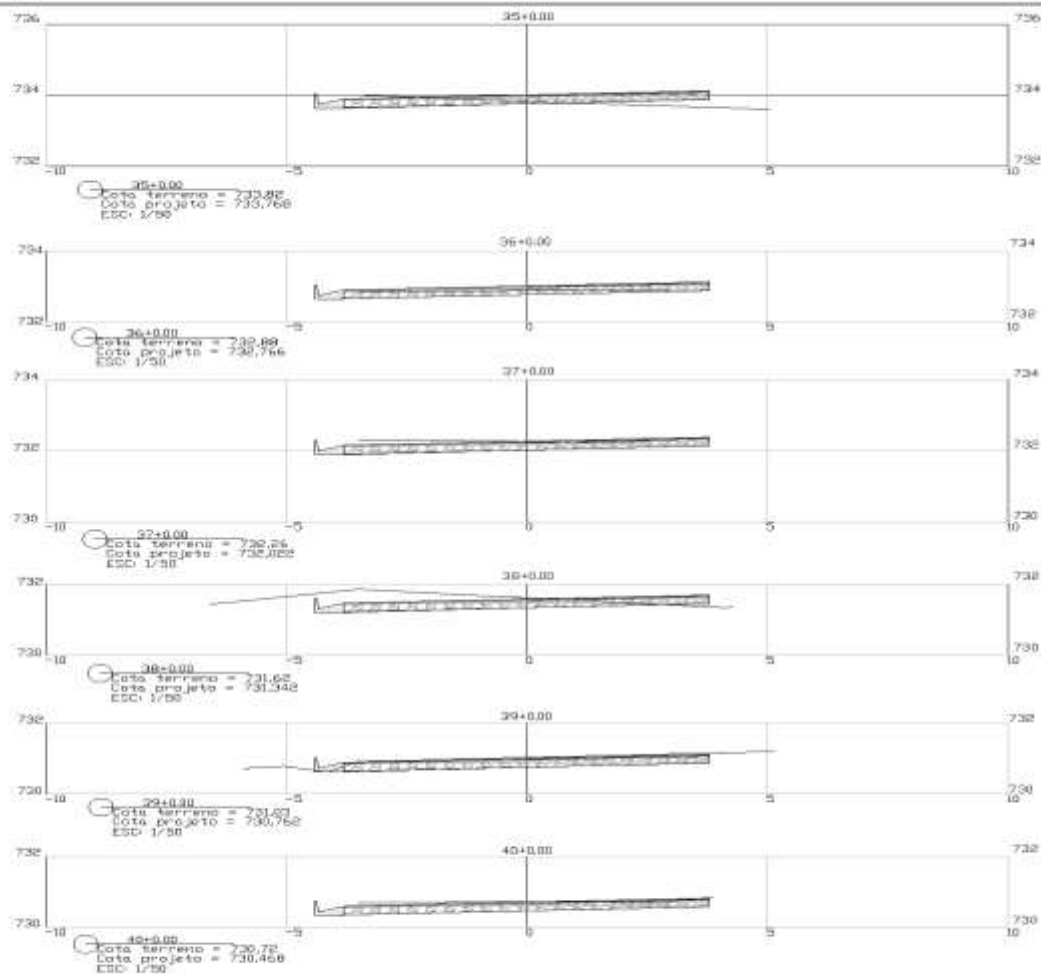 35+0.00
736 736
734 734
732 732
-10 -5 0 5 10
35+0.00
Cota terreno = 733,82
Cota projeto = 733,768
ESC: 1/50
36+0.00
734 734
732 732
-10 -5 0 5 10
36+0.00
Cota terreno = 732,88
Cota projeto = 732,766
ESC: 1/50
37+0.00
734 734
732 732
730 730
-10 -5 0 5 10
37+0.00
Cota terreno = 732,26
Cota projeto = 732,022
ESC: 1/50
38+0.00
732 732
730 730
-10 -5 0 5 10
38+0.00
Cota terreno = 731,62
Cota projeto = 731,342
ESC: 1/50
39+0.00
732 732
730 730
-10 -5 0 5 10
39+0.00
Cota terreno = 731,03
Cota projeto = 730,762
ESC: 1/50
40+0.00
732 732
730 730
-10 -5 0 5 10
40+0.00
Cota terreno = 730,72
Cota projeto = 730,468
ESC: 1/50